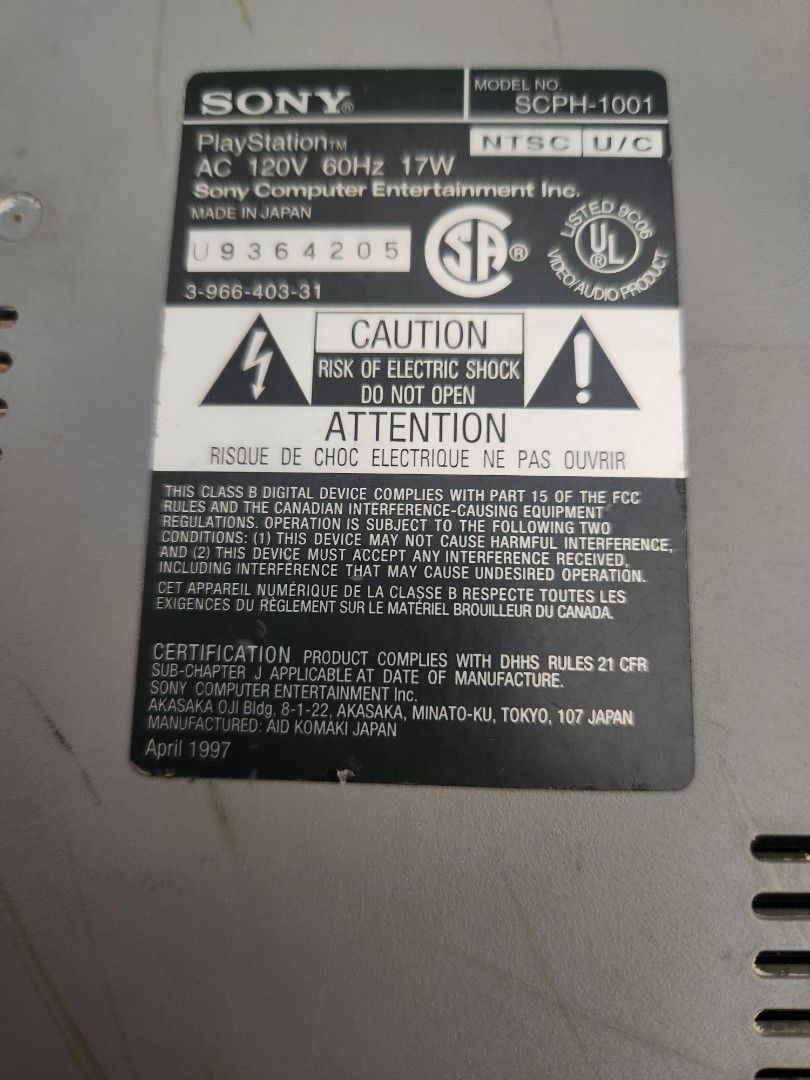 SONY®
MODEL NO.
SCPH-1001
PlayStation™
NTSC U/C
AC 120V 60Hz 17W
Sony Computer Entertainment Inc.
MADE IN JAPAN
U9364205
SA®
LISTED 9C06
UL®
VIDEO/AUDIO PRODUCT
3-966-403-31
CAUTION
RISK OF ELECTRIC SHOCK
DO NOT OPEN
ATTENTION
RISQUE DE CHOC ELECTRIQUE NE PAS OUVRIR
THIS CLASS B DIGITAL DEVICE COMPLIES WITH PART 15 OF THE FCC
RULES AND THE CANADIAN INTERFERENCE-CAUSING EQUIPMENT
REGULATIONS. OPERATION IS SUBJECT TO THE FOLLOWING TWO
CONDITIONS: (1) THIS DEVICE MAY NOT CAUSE HARMFUL INTERFERENCE,
AND (2) THIS DEVICE MUST ACCEPT ANY INTERFERENCE RECEIVED,
INCLUDING INTERFERENCE THAT MAY CAUSE UNDESIRED OPERATION.
CET APPAREIL NUMÉRIQUE DE LA CLASSE B RESPECTE TOUTES LES
EXIGENCES DU RÈGLEMENT SUR LE MATÉRIEL BROUILLEUR DU CANADA.
CERTIFICATION PRODUCT COMPLIES WITH DHHS RULES 21 CFR
SUB-CHAPTER J APPLICABLE AT DATE OF MANUFACTURE.
SONY COMPUTER ENTERTAINMENT Inc.
AKASAKA OJI Bldg, 8-1-22, AKASAKA, MINATO-KU, TOKYO, 107 JAPAN
MANUFACTURED: AID KOMAKI JAPAN
April 1997